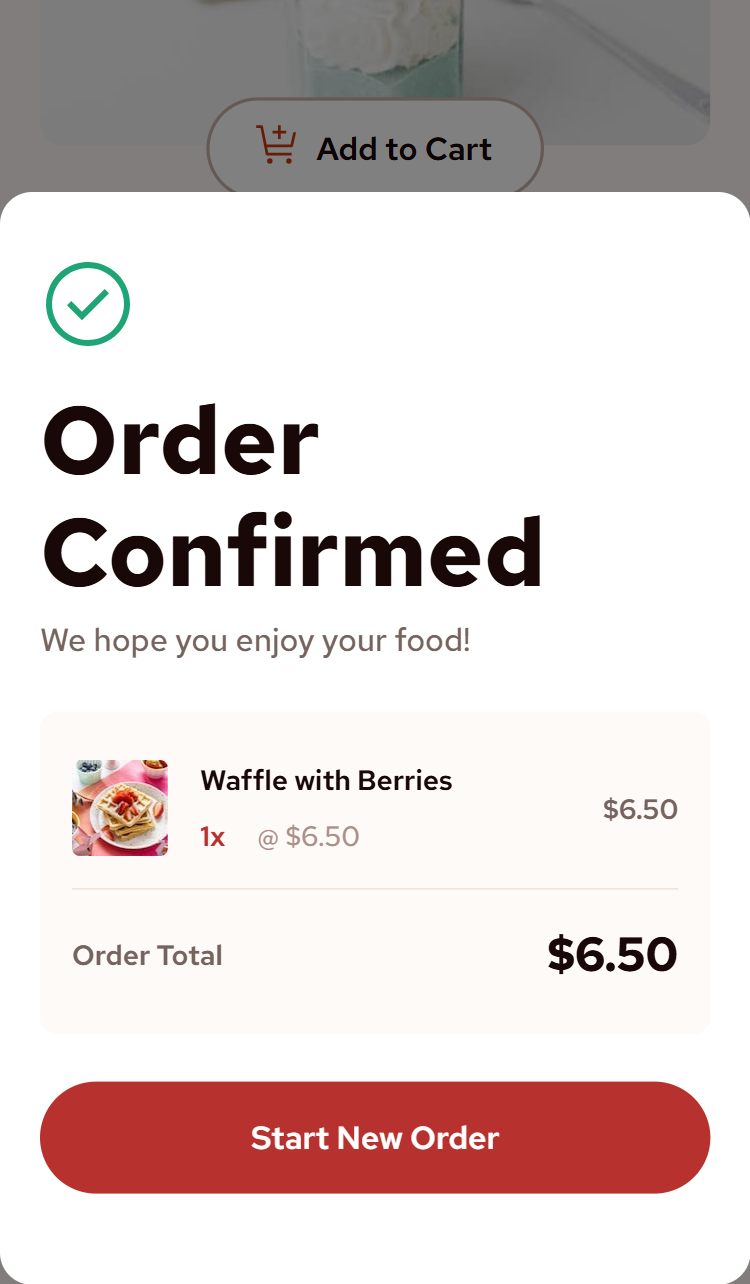 Add to Cart
Order
Confirmed
We hope you enjoy your food!
Waffle with Berries
1x @ $6.50
$6.50
Order Total
$6.50
Start New Order